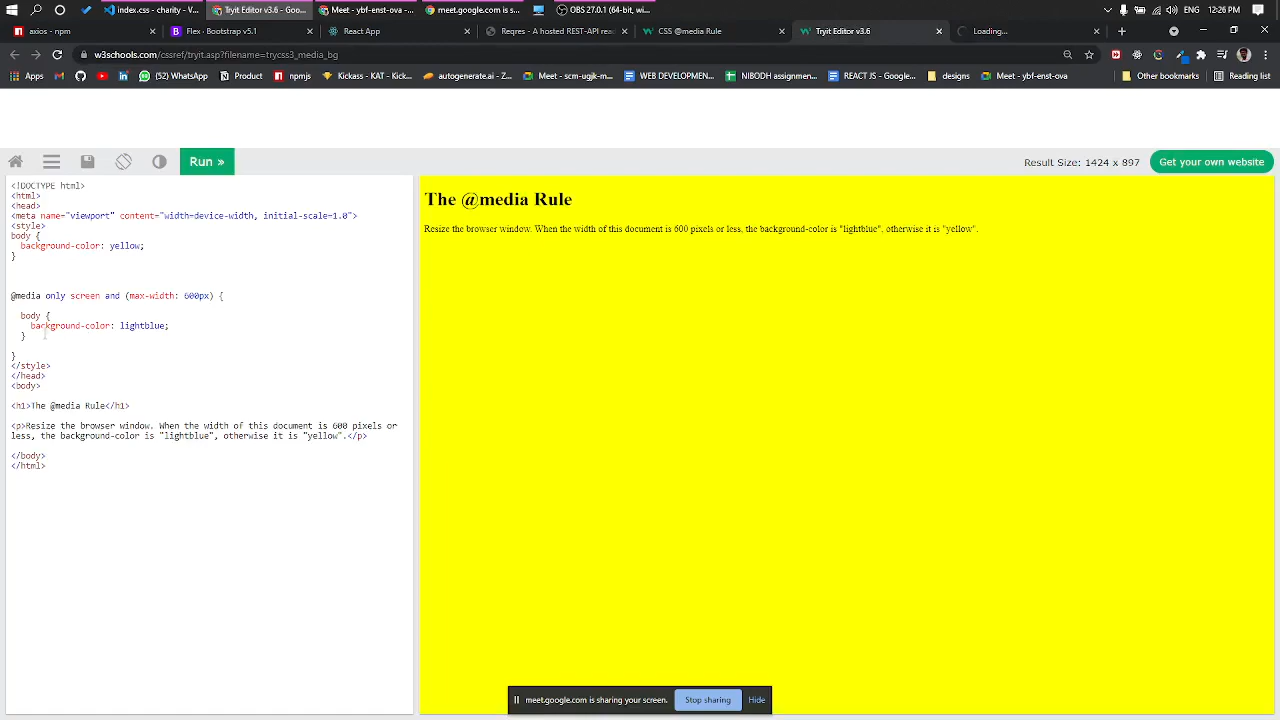 index.css - charity - V...
Tryit Editor v3.6 - Goo...
Meet - ybf-enst-ova - ...
meet.google.com is s...
OBS 27.0.1 (64-bit, wi...
ENG
12:26 PM
axios - npm
Flex · Bootstrap v5.1
React App
Reqres - A hosted REST-API rea
CSS @media Rule
Tryit Editor v3.6
Loading...
w3schools.com/cssref/tryit.asp?filename=trycss3_media_bg
Apps
(52) WhatsApp
npmjs
Kickass - KAT - Kick...
autogenerateai - Z...
Meet - scm-ugjk-m...
WEB DEVELOPMEN...
NIBODH assignmen...
REACT JS - Google...
designs
Meet - ybf-enst-ova
Other bookmarks
Reading list
Run »
Result Size: 1424 x 897
Get your own website
<!DOCTYPE html>
<html>
<head>
<meta name="viewport" content="width=device-width, initial-scale=1.0">
<style>
body {
background-color: yellow;
}
@media only screen and (max-width: 600px) {
body {
background-color: lightblue;
}
}
</style>
</head>
<body>
<h1>The @media Rule</h1>
<p>Resize the browser window. When the width of this document is 600 pixels or
less, the background-color is "lightblue", otherwise it is "yellow".</p>
</body>
</html>
The @media Rule
Resize the browser window. When the width of this document is 600 pixels or less, the background-color is "lightblue", otherwise it is "yellow".
meet.google.com is sharing your screen.
Stop sharing
Hide